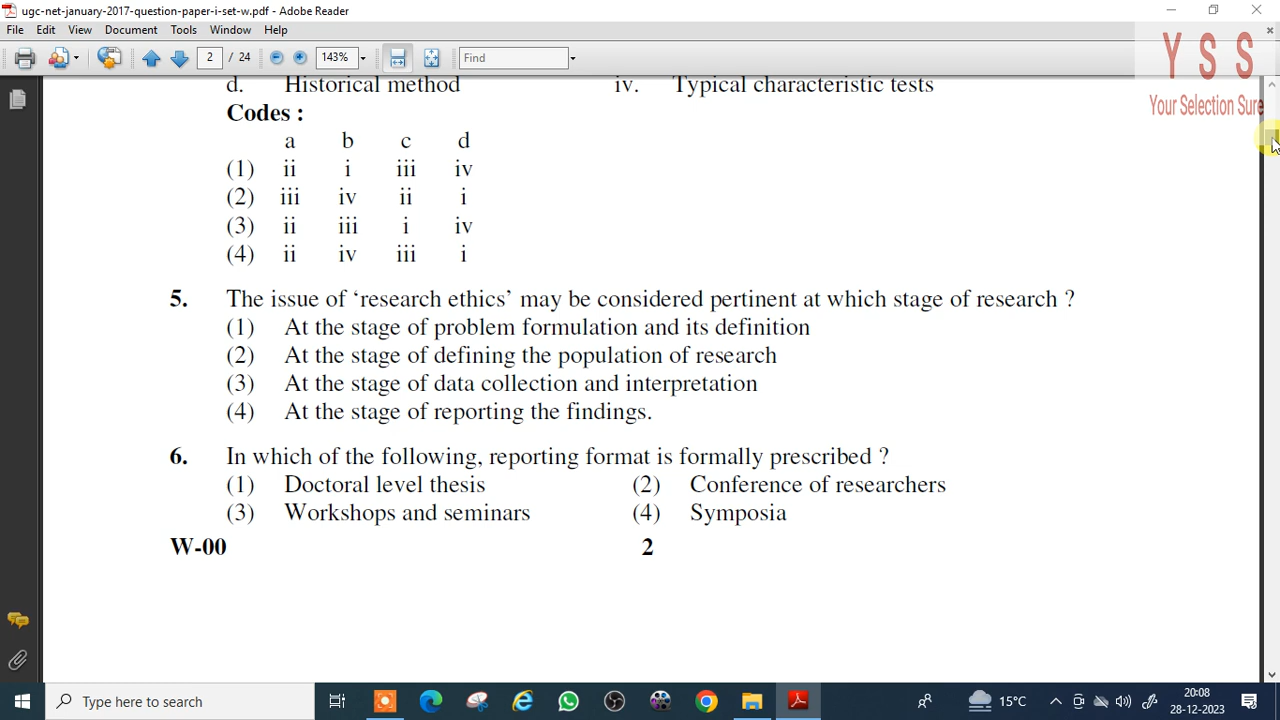 ugc-net-january-2017-question-paper-i-set-w.pdf - Adobe Reader
File Edit View Document Tools Window Help
2 / 24 143% Find
Y S S
Your Selection Sure
d. Historical method iv. Typical characteristic tests
Codes :
a b c d
(1) ii i iii iv
(2) iii iv ii i
(3) ii iii i iv
(4) ii iv iii i
5. The issue of ‘research ethics’ may be considered pertinent at which stage of research ?
(1) At the stage of problem formulation and its definition
(2) At the stage of defining the population of research
(3) At the stage of data collection and interpretation
(4) At the stage of reporting the findings.
6. In which of the following, reporting format is formally prescribed ?
(1) Doctoral level thesis (2) Conference of researchers
(3) Workshops and seminars (4) Symposia
W-00 2
Type here to search 15°C 20:08
28-12-2023